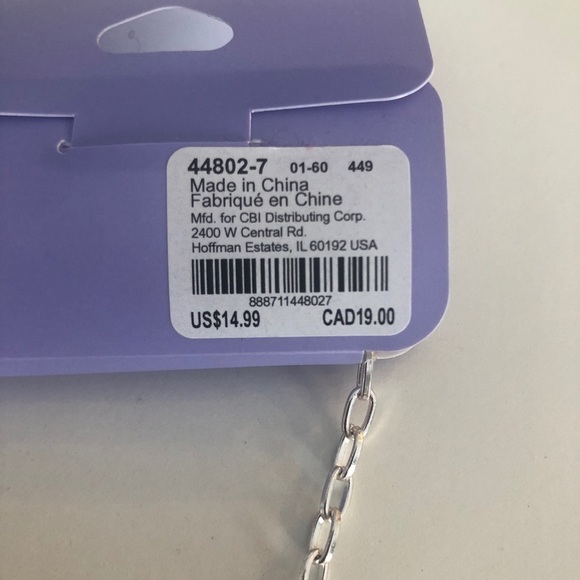 44802-7 01-60 449
Made in China
Fabriqué en Chine
Mfd. for CBI Distributing Corp.
2400 W Central Rd.
Hoffman Estates, IL 60192 USA
888711448027
US$14.99 CAD19.00